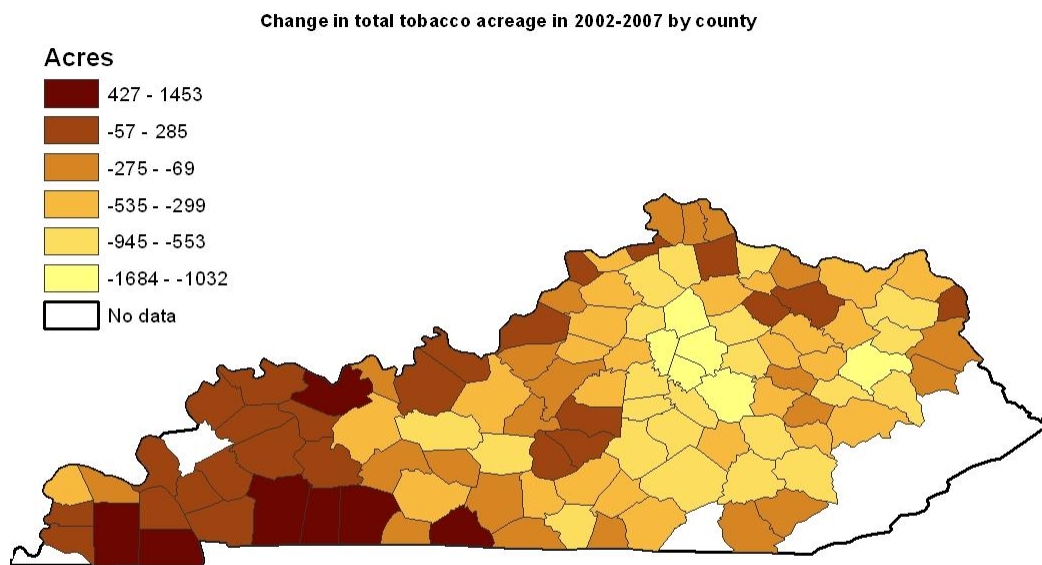 Change in total tobacco acreage in 2002-2007 by county
Acres
427 - 1453
-57 - 285
-275 - -69
-535 - -299
-945 - -553
-1684 - -1032
No data